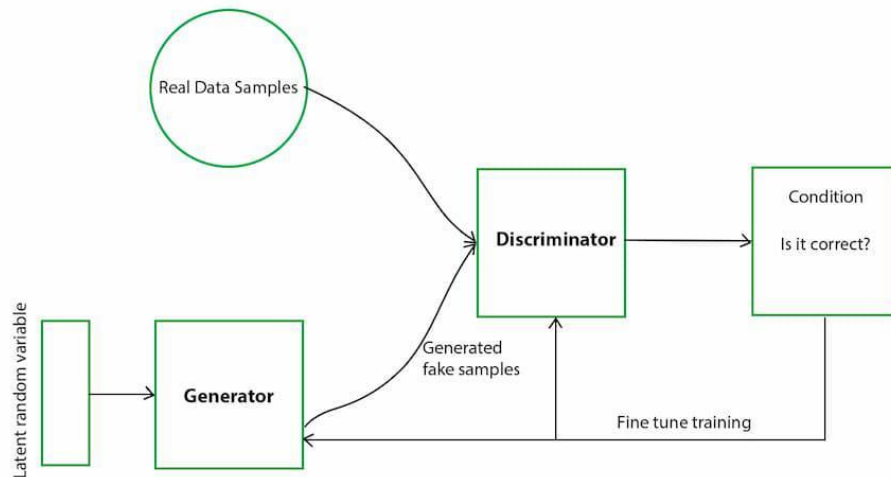 Real Data Samples
Condition
Is it correct?
Discriminator
Latent random variable
Generated
fake samples
Generator
Fine tune training